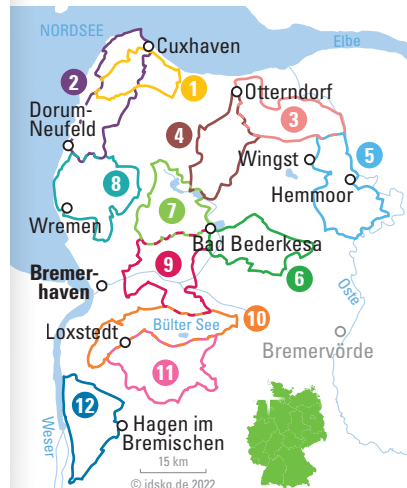 NORDSEE
Elbe
Cuxhaven
2
1
Otterndorf
Dorum-
Neufeld
3
4
Wingst
5
8
Hemmoor
7
Wremen
Bad Bederkesa
9
6
Bremer-
haven
Oste
10
Bülter See
Loxstedt
Bremervörde
11
12
Hagen im
Bremischen
Weser
15 km
© idskg.de 2022